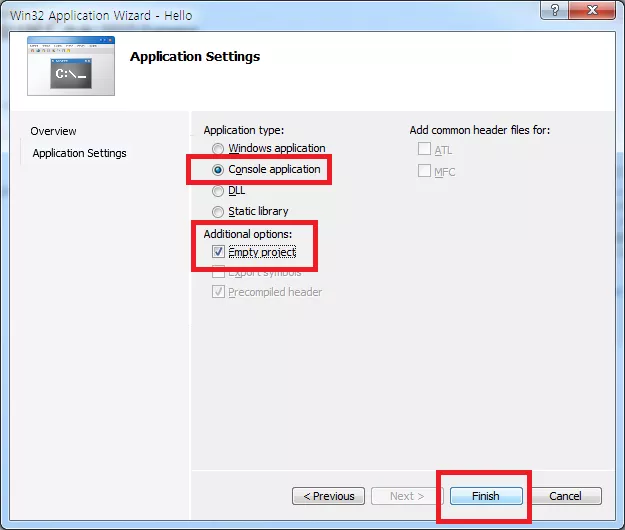 Win32 Application Wizard - Hello
C:\_
Application Settings
Overview
Application Settings
Application type:
Windows application
Console application
DLL
Static library
Additional options:
Empty project
Export symbols
Precompiled header
Add common header files for:
ATL
MFC
< Previous
Next >
Finish
Cancel